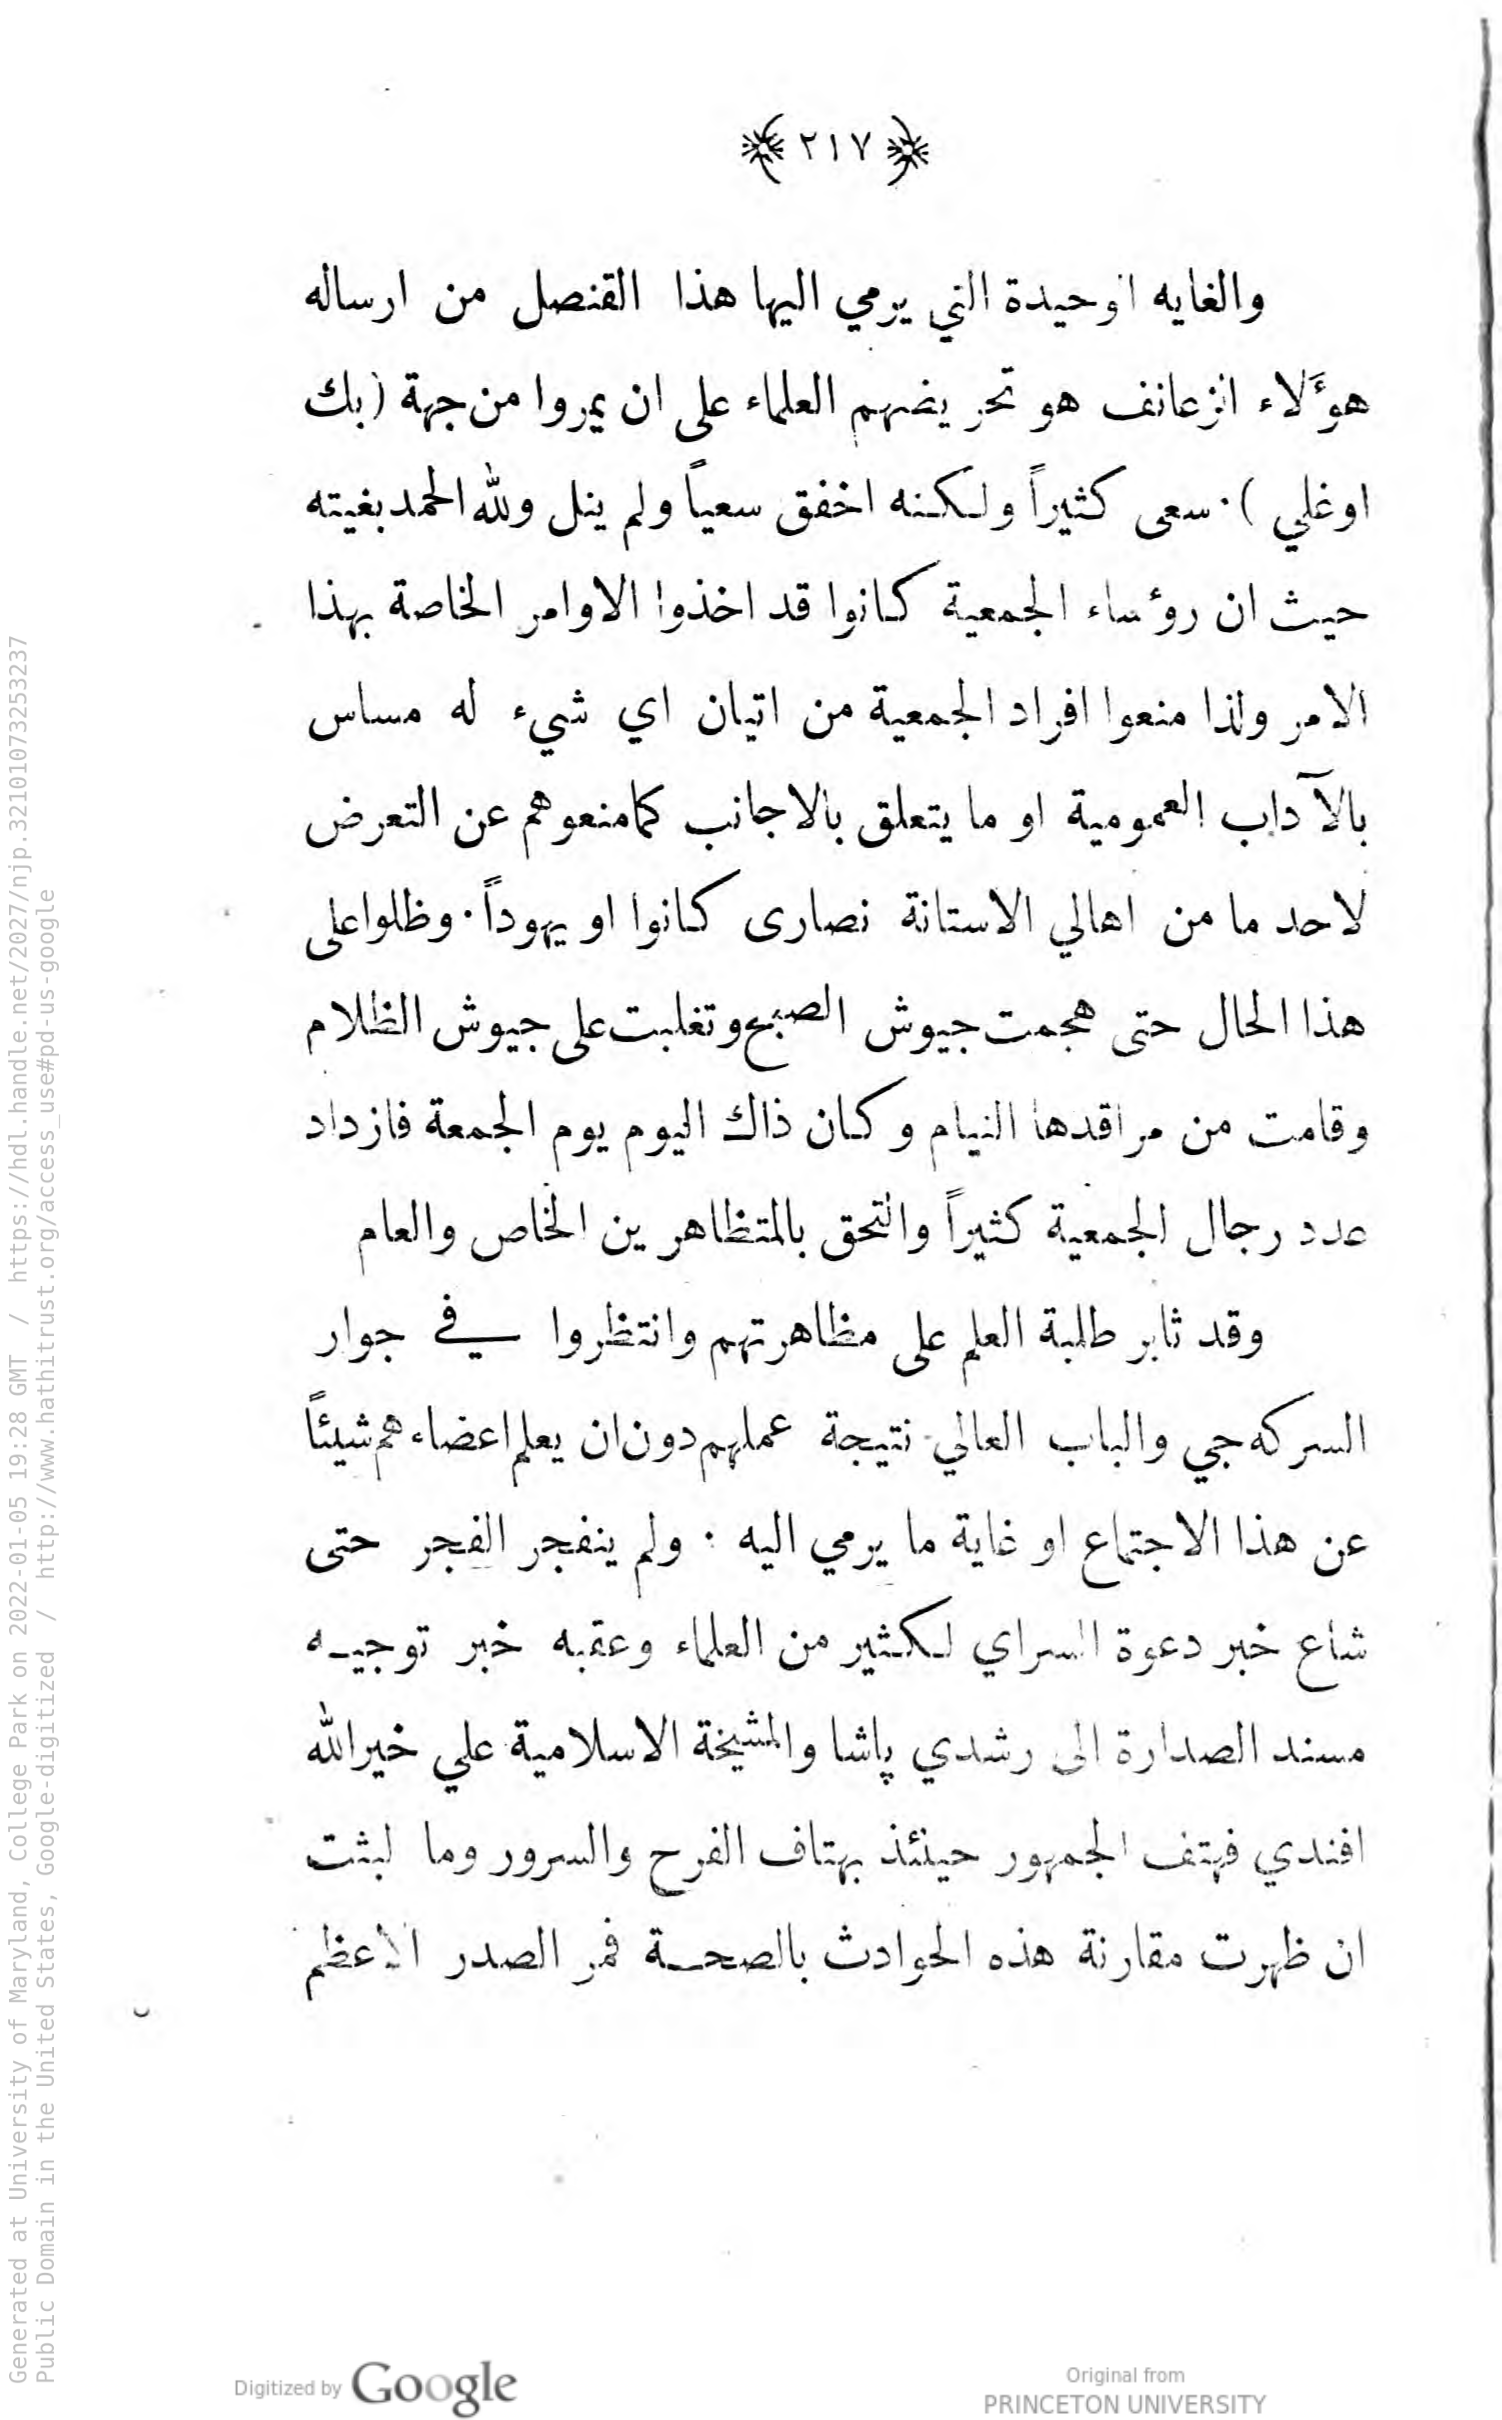 ﴿ ٢١٧ ﴾
والغايه الوحيدة التي يرمي اليها هذا القنصل من ارساله
هؤَلاء الزعانف هو تحريضهم العلماء على ان يمروا من جهة ( بك
اوغلي ) ٠ سعى كثيراً ولكنه اخفق سعياً ولم ينل ولله الحمد بغيته
حيث ان روٴساء الجمعية كانوا قد اخذوا الاوامر الخاصة بهذا
الامر ولذا منعوا افراد الجمعية من اتيان اي شيء له مساس
بالآداب العمومية او ما يتعلق بالاجانب كما منعوهم عن التعرض
لاحد ما من اهالي الاستانة نصارى كانوا او يهوداً ٠ وظلوا على
هذا الحال حتى هجمت جيوش الصبح وتغلبت على جيوش الظلام
وقامت من مراقدها النيام وكان ذاك اليوم يوم الجمعة فازداد
عدد رجال الجمعية كثيراً والتحق بالمتظاهرين الخاص والعام
وقد ثابر طلبة العلم على مظاهرتهم وانتظروا في جوار
السركه جي والباب العالي نتيجة عملهم دون ان يعلم اعضاءهم شيئاً
عن هذا الاجتماع او غاية ما يرمي اليه : ولم ينفجر الفجر حتى
شاع خبر دعوة السراي لكثير من العلماء وعقبه خبر توجيـه
مسند الصدارة الى رشدي پاشا والمشيخة الاسلامية علي خيرالله
افندي فهتف الجمهور حينئذ بهتاف الفرح والسرور وما لبثت
ان ظهرت مقارنة هذه الحوادث بالصحـة فمر الصدر الاعظم
Generated at University of Maryland, College Park on 2022-01-05 19:28 GMT / https://hdl.handle.net/2027/njp.32101073253237
Public Domain in the United States, Google-digitized / http://www.hathitrust.org/access_use#pd-us-google
Digitized by Google
Original from
PRINCETON UNIVERSITY